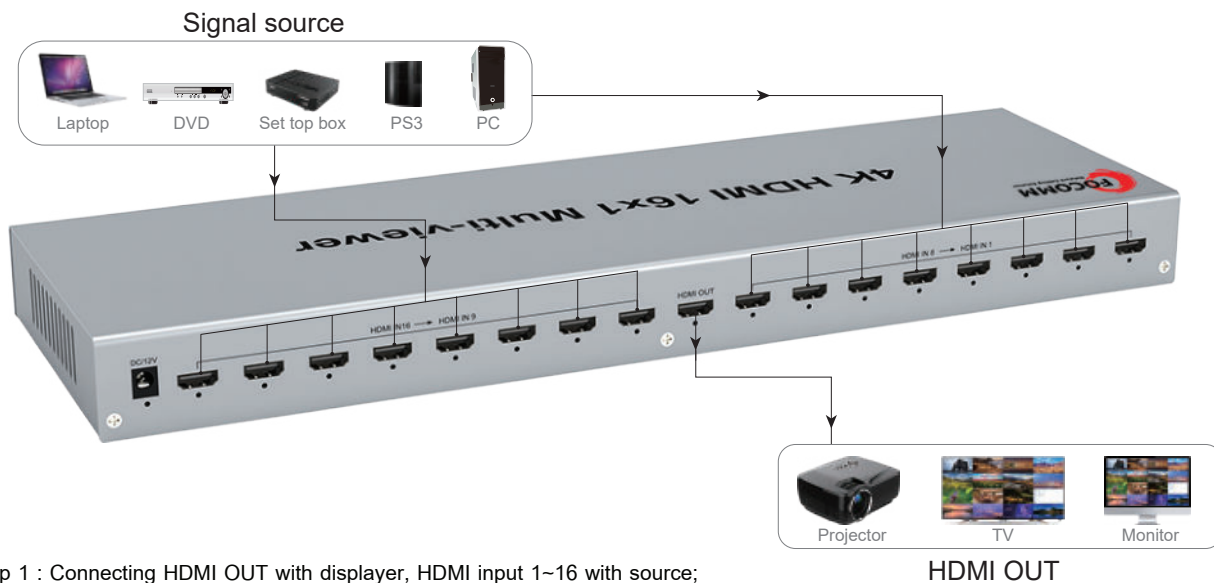 Signal source
Laptop
DVD
Set top box
PS3
PC
4K HDMI 16x1 Multi-viewer
FOCOMM
HDMI IN 8 → HDMI IN 1
HDMI OUT
HDMI IN16 → HDMI IN 9
DC/12V
Projector
TV
Monitor
HDMI OUT
p 1 : Connecting HDMI OUT with displayer, HDMI input 1~16 with source;